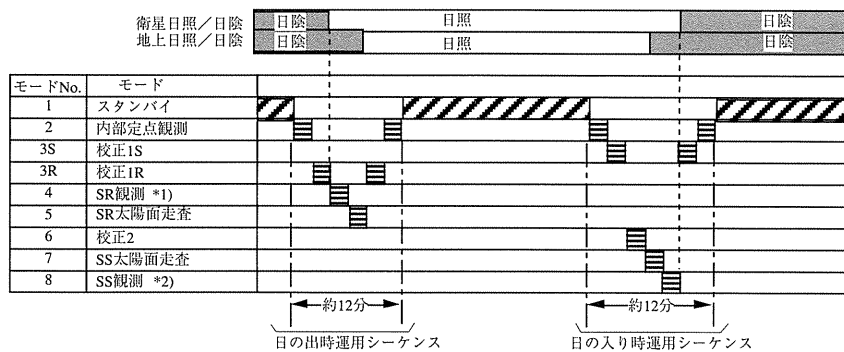 衛星日照／日陰 日陰 日照 日陰
地上日照／日陰 日陰 日照 日陰
モードNo. モード
1 スタンバイ
2 内部定点観測
3S 校正1S
3R 校正1R
4 SR観測 *1)
5 SR太陽面走査
6 校正2
7 SS太陽面走査
8 SS観測 *2)
約12分 約12分
日の出時運用シーケンス 日の入り時運用シーケンス